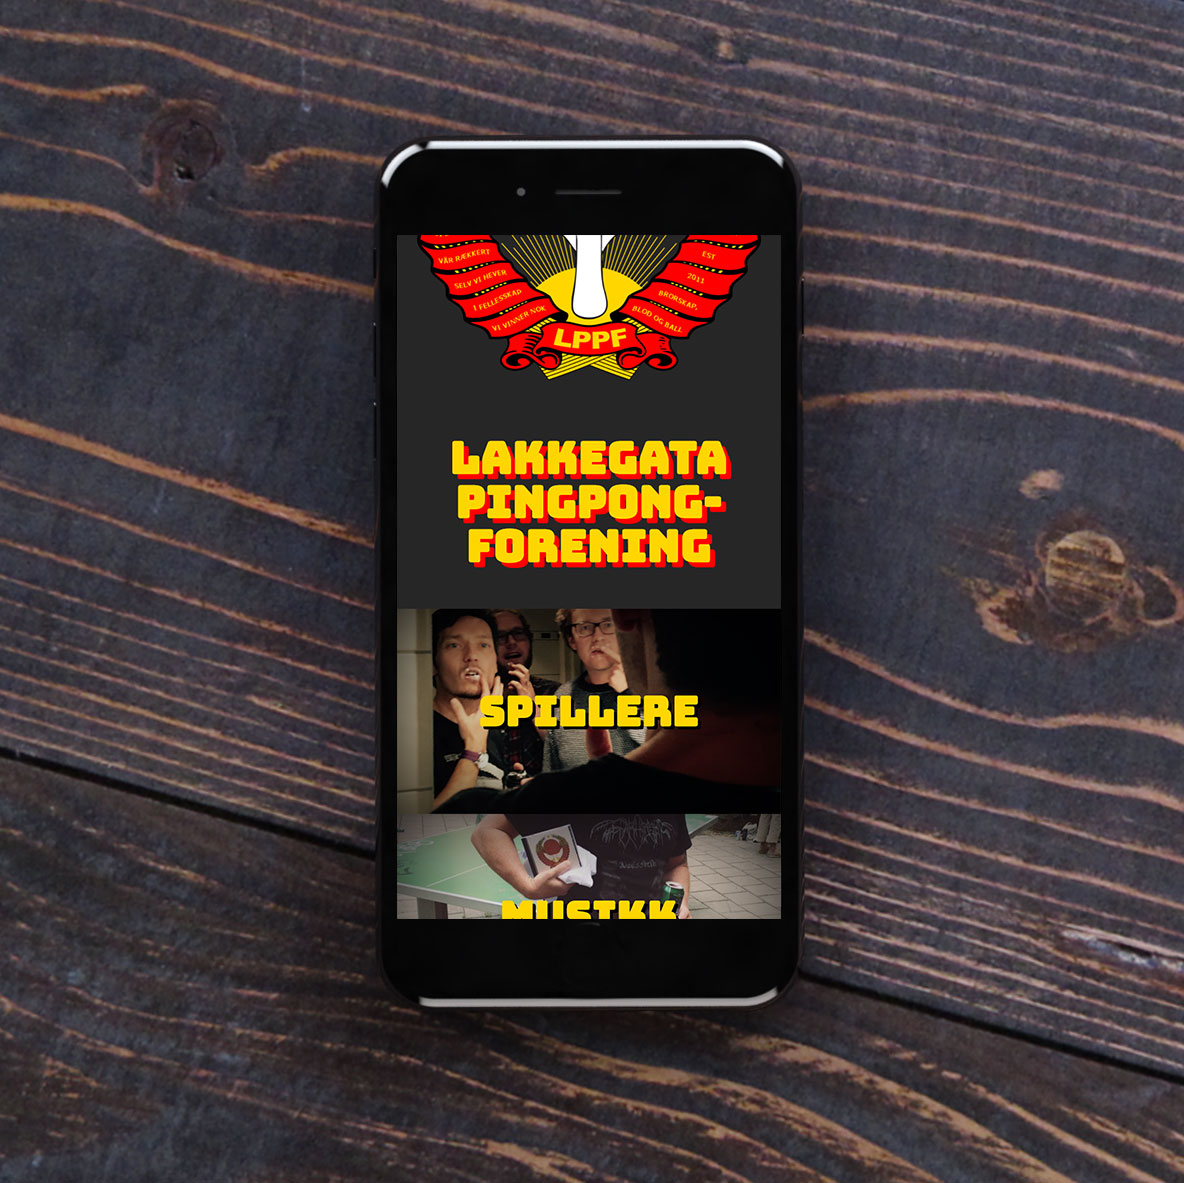 VÅR RÆKKERT
SELV VI HEVER
I FELLESSKAP
VI VINNER NOK
EST
2011
BRORSKAP,
BLOD OG BALL
LPPF
LAKKEGATA
PINGPONG-
FORENING
SPILLERE
MUSIKK